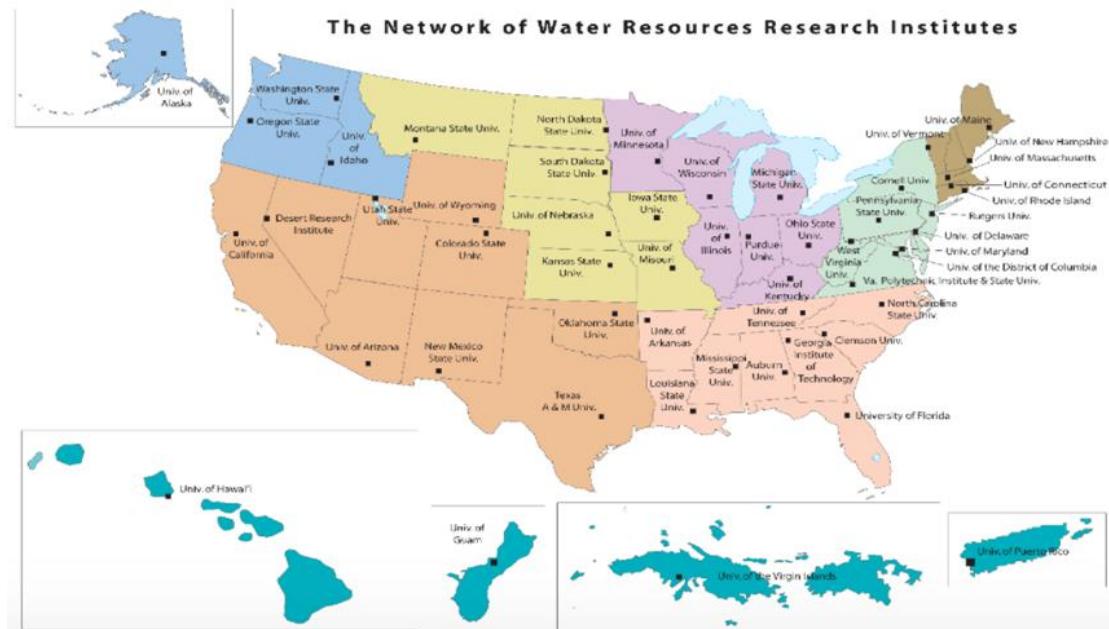 The Network of Water Resources Research Institutes
Univ. of
Alaska
Washington State
Univ.
Oregon State
Univ.
Univ.
of
Idaho
Montana State Univ.
North Dakota
State Univ.
South Dakota
State Univ.
Univ. of
Minnesota
Univ. of
Wisconsin
Michigan
State Univ.
Univ. of Maine
Univ. of Vermont
Univ. of New Hampshire
Univ. of Massachusetts
Cornell Univ.
Univ. of Connecticut
Univ. of Rhode Island
Pennsylvania
State Univ.
Rutgers Univ.
Univ. of Delaware
Univ. of Maryland
Univ. of the District of Columbia
West
Virginia
Univ.
Va. Polytechnic Institute & State Univ.
Utah State
Univ.
Univ. of Wyoming
Desert Research
Institute
Univ. of
California
Colorado State
Univ.
Univ. of Nebraska
Iowa State
Univ.
Kansas State
Univ.
Univ. of
Misouri
Univ.
of
Illinois
Purdue
Univ.
Ohio State
Univ.
Univ. of
Kentucky
Univ. of Arizona
New Mexico
State Univ.
Oklahoma State
Univ.
Texas
A & M Univ.
Univ. of
Arkansas
Louisiana
State
Univ.
Mississippi
State
Univ.
Auburn
Univ.
Univ. of
Tennessee
Georgia
Institute
of
Technology
Clemson Univ.
North Carolina
State Univ.
University of Florida
Univ. of Hawai'i
Univ. of
Guam
Univ. of the Virgin Islands
Univ. of Puerto Rico